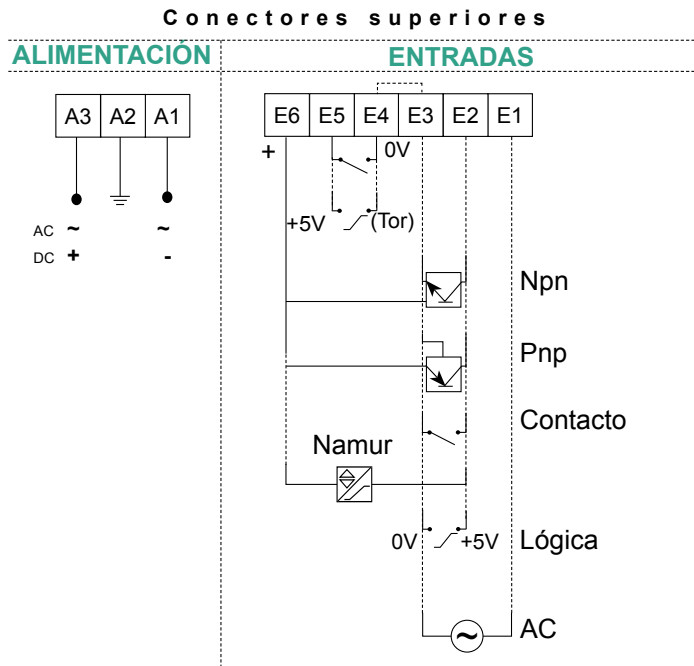 Conectores superiores
ALIMENTACIÓN ENTRADAS
A3 A2 A1 E6 E5 E4 E3 E2 E1
+ 0V
+5V (Tor)
AC ~ ~
DC + -
Npn
Pnp
Contacto
Namur
0V +5V Lógica
~ AC